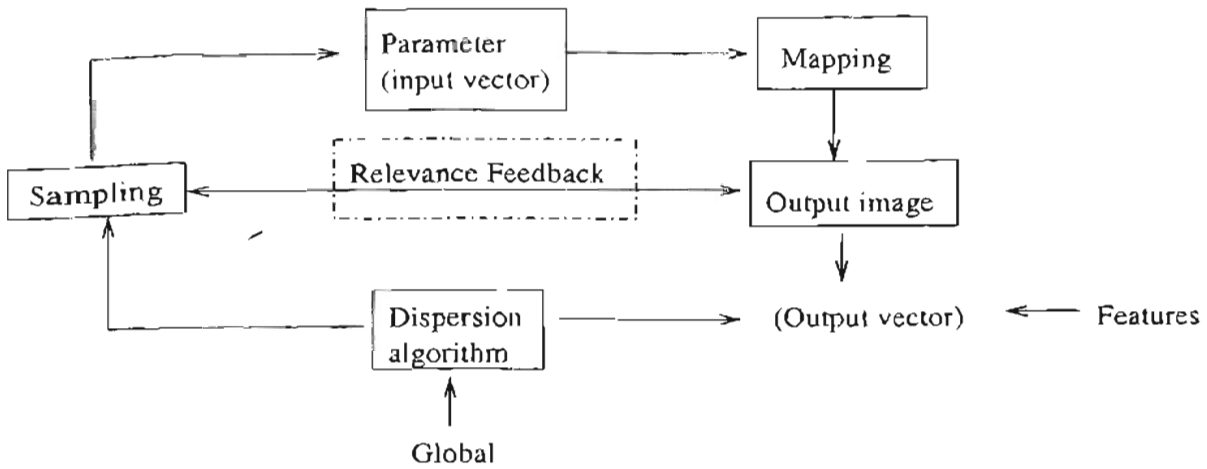 Parameter
(input vector)
Mapping
Relevance Feedback
Sampling
Output image
Dispersion
algorithm
(Output vector)
Features
Global